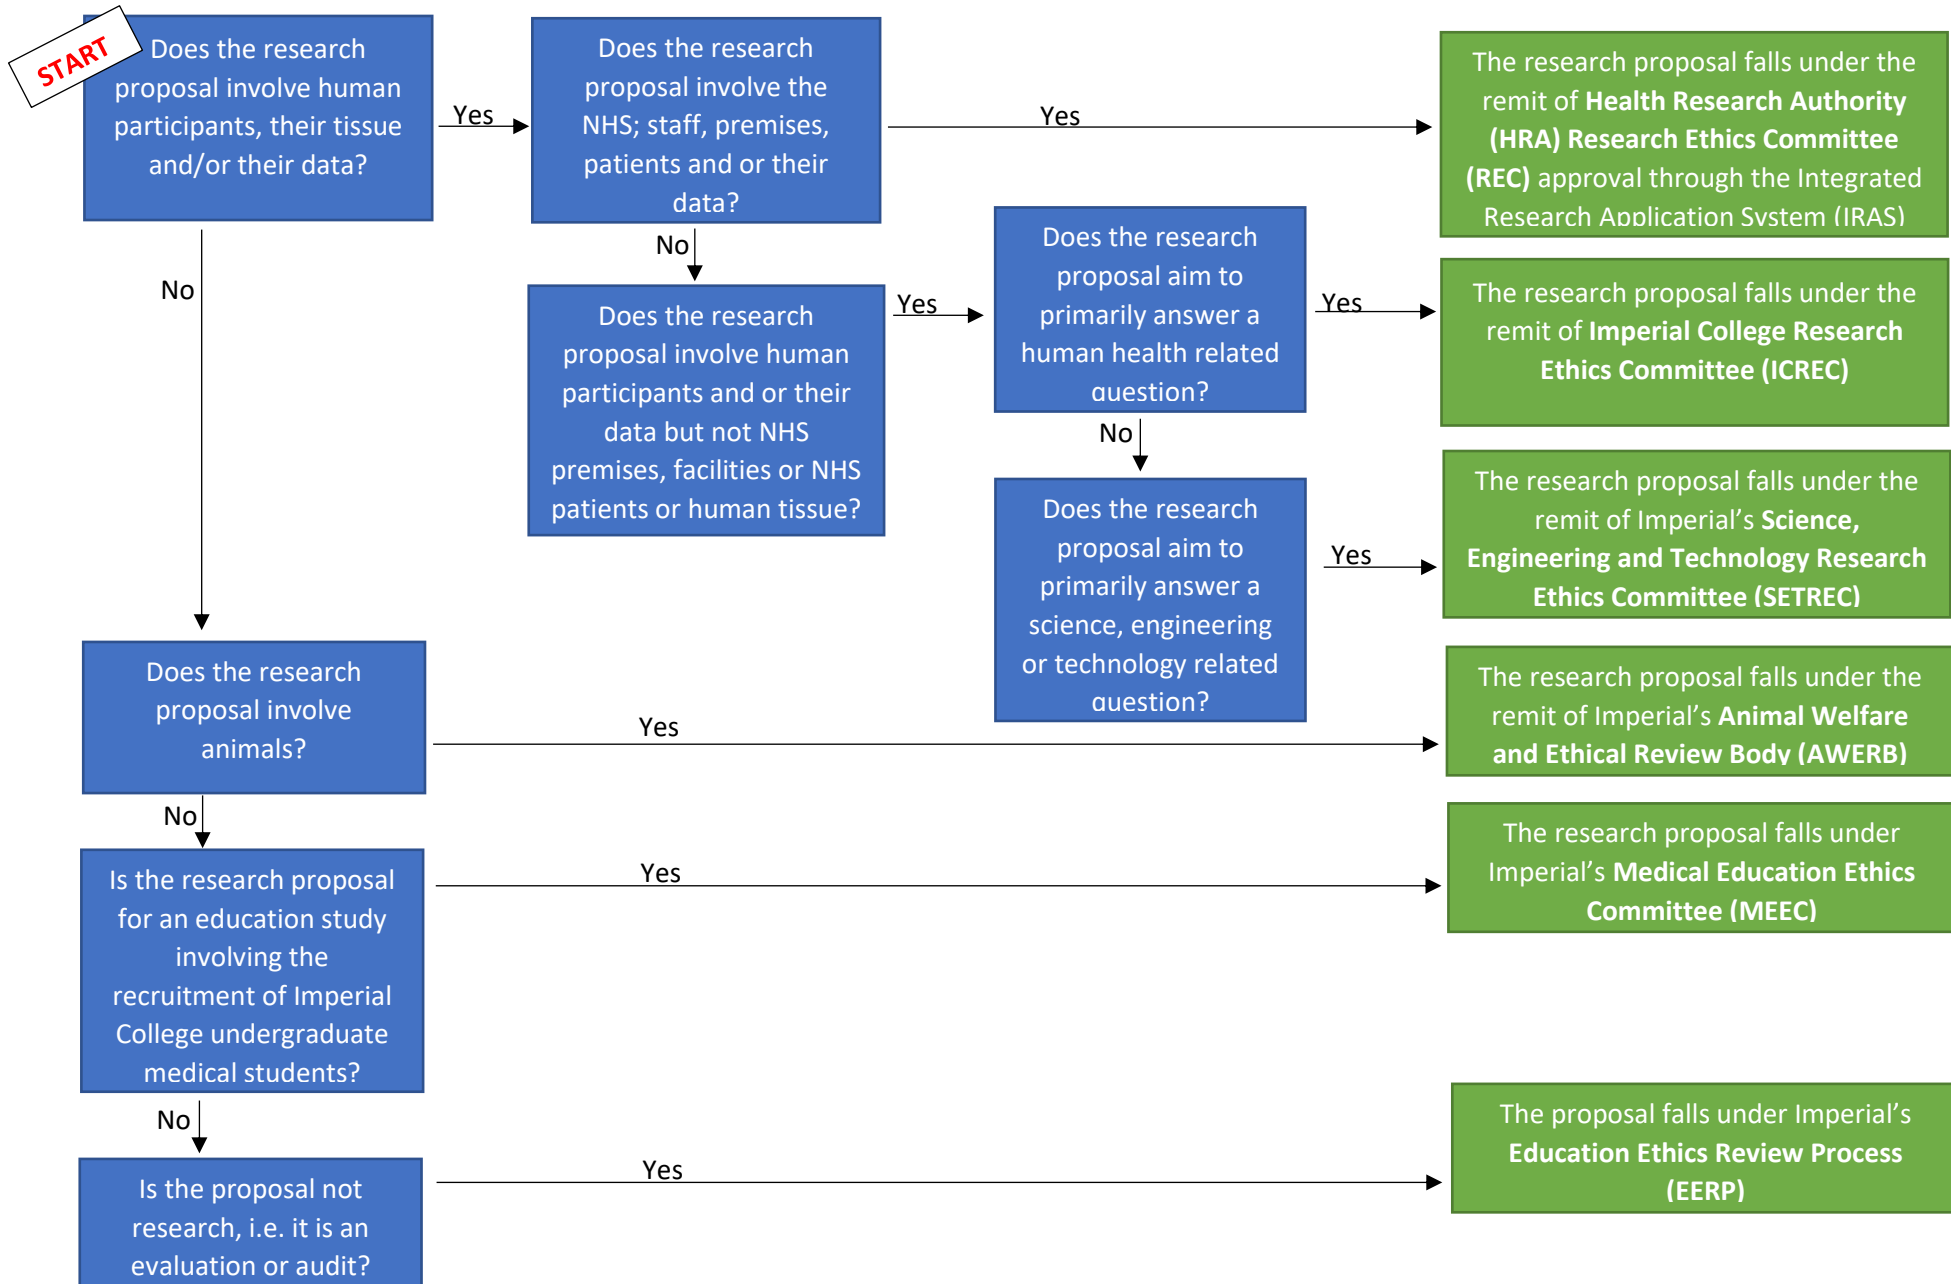 START
Does the research
proposal involve human
participants, their tissue
and/or their data?
Yes
Does the research
proposal involve the
NHS; staff, premises,
patients and or their
data?
Yes
The research proposal falls under the
remit of Health Research Authority
(HRA) Research Ethics Committee
(REC) approval through the Integrated
Research Application System (IRAS)
No
No
Does the research
proposal involve human
participants and or their
data but not NHS
premises, facilities or NHS
patients or human tissue?
Yes
Does the research
proposal aim to
primarily answer a
human health related
question?
Yes
The research proposal falls under the
remit of Imperial College Research
Ethics Committee (ICREC)
No
Does the research
proposal aim to
primarily answer a
science, engineering
or technology related
question?
Yes
The research proposal falls under the
remit of Imperial’s Science,
Engineering and Technology Research
Ethics Committee (SETREC)
Does the research
proposal involve
animals?
Yes
The research proposal falls under the
remit of Imperial’s Animal Welfare
and Ethical Review Body (AWERB)
No
Is the research proposal
for an education study
involving the
recruitment of Imperial
College undergraduate
medical students?
Yes
The research proposal falls under
Imperial’s Medical Education Ethics
Committee (MEEC)
No
Is the proposal not
research, i.e. it is an
evaluation or audit?
Yes
The proposal falls under Imperial’s
Education Ethics Review Process
(EERP)